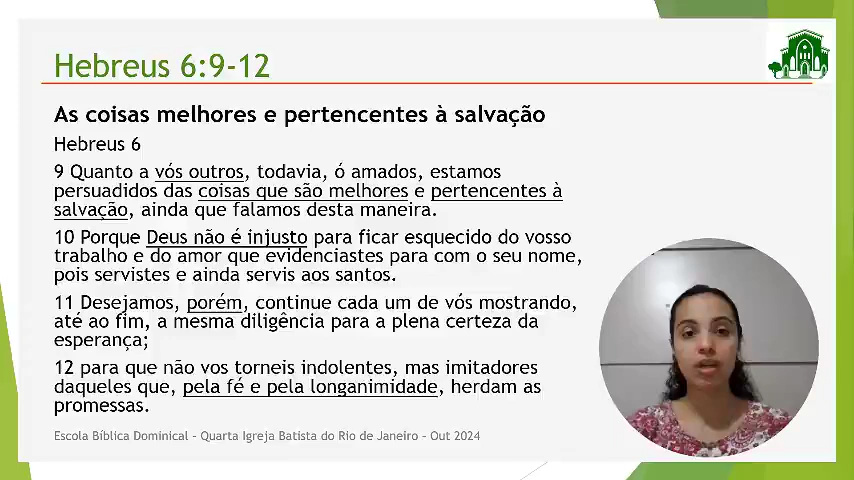 Hebreus 6:9-12
As coisas melhores e pertencentes à salvação
Hebreus 6
9 Quanto a vós outros, todavia, ó amados, estamos
persuadidos das coisas que são melhores e pertencentes à
salvação, ainda que falamos desta maneira.
10 Porque Deus não é injusto para ficar esquecido do vosso
trabalho e do amor que evidenciastes para com o seu nome,
pois servistes e ainda servis aos santos.
11 Desejamos, porém, continue cada um de vós mostrando,
até ao fim, a mesma diligência para a plena certeza da
esperança;
12 para que não vos torneis indolentes, mas imitadores
daqueles que, pela fé e pela longanimidade, herdam as
promessas.
Escola Bíblica Dominical - Quarta Igreja Batista do Rio de Janeiro - Out 2024